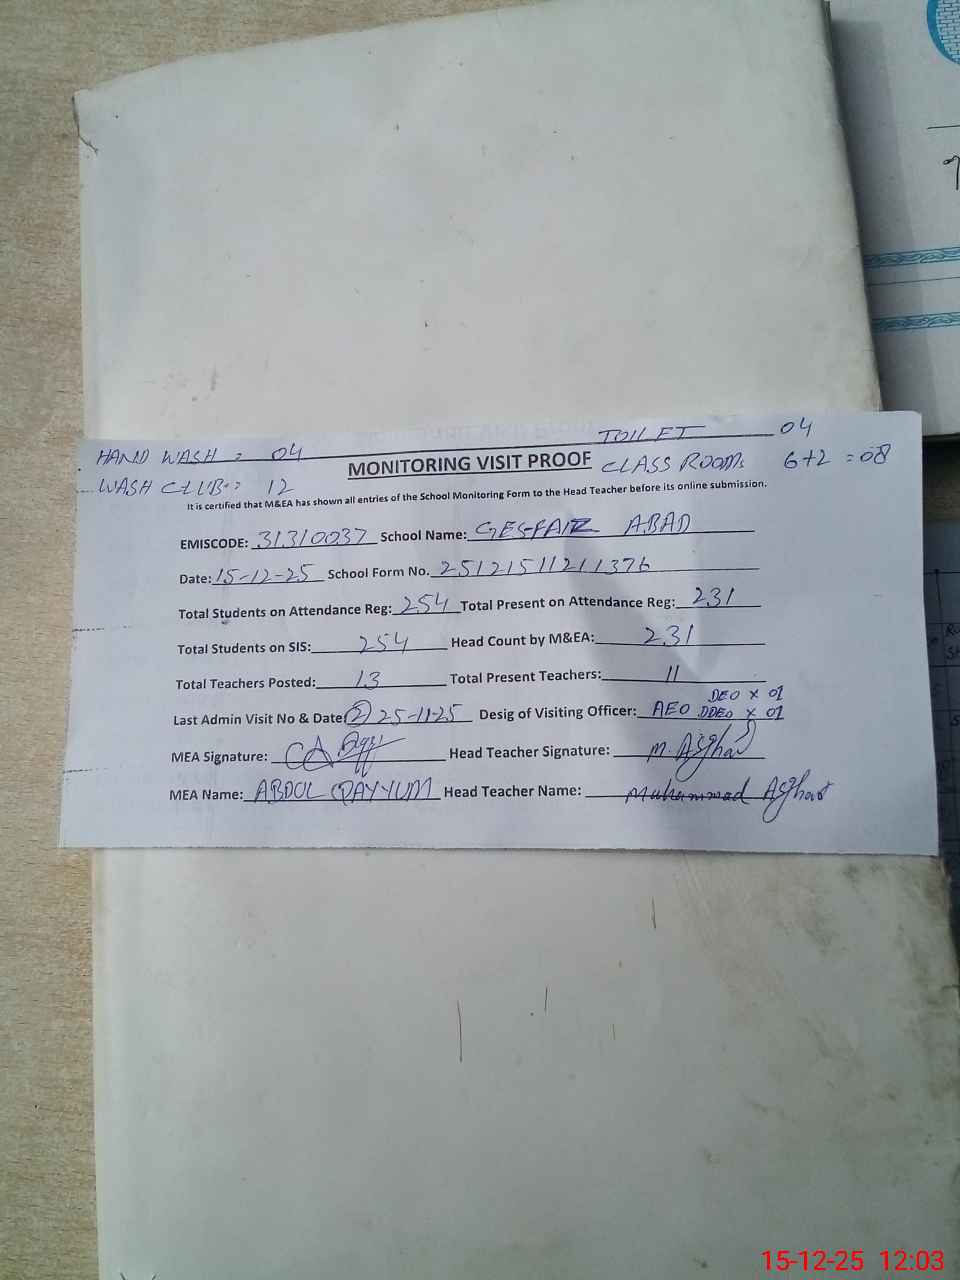 TOILET 04
HAND WASH = 04
MONITORING VISIT PROOF CLASS ROOMs 6+2 = 08
WASH CLUB = 12
It is certified that M&EA has shown all entries of the School Monitoring Form to the Head Teacher before its online submission.
EMISCODE: 31310037 School Name: GES FAIZ ABAD
Date: 15-12-25 School Form No. 25121511211376
Total Students on Attendance Reg: 254 Total Present on Attendance Reg: 231
Total Students on SIS: 254 Head Count by M&EA: 231
Total Teachers Posted: 13 Total Present Teachers: 11
DEO x 01
Last Admin Visit No & Date: (2) 25-11-25 Desig of Visiting Officer: AEO DDEO x 01
MEA Signature: Head Teacher Signature: M. Asghar
MEA Name: ABDUL QAYYUM Head Teacher Name: Muhammad Asghar
15-12-25 12:03